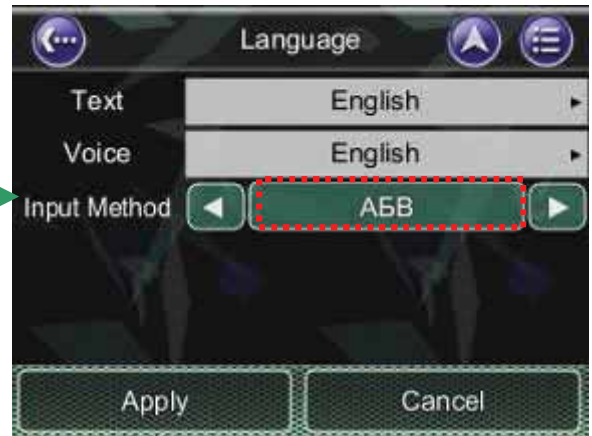 Language
Text English
Voice English
Input Method АБВ
Apply Cancel